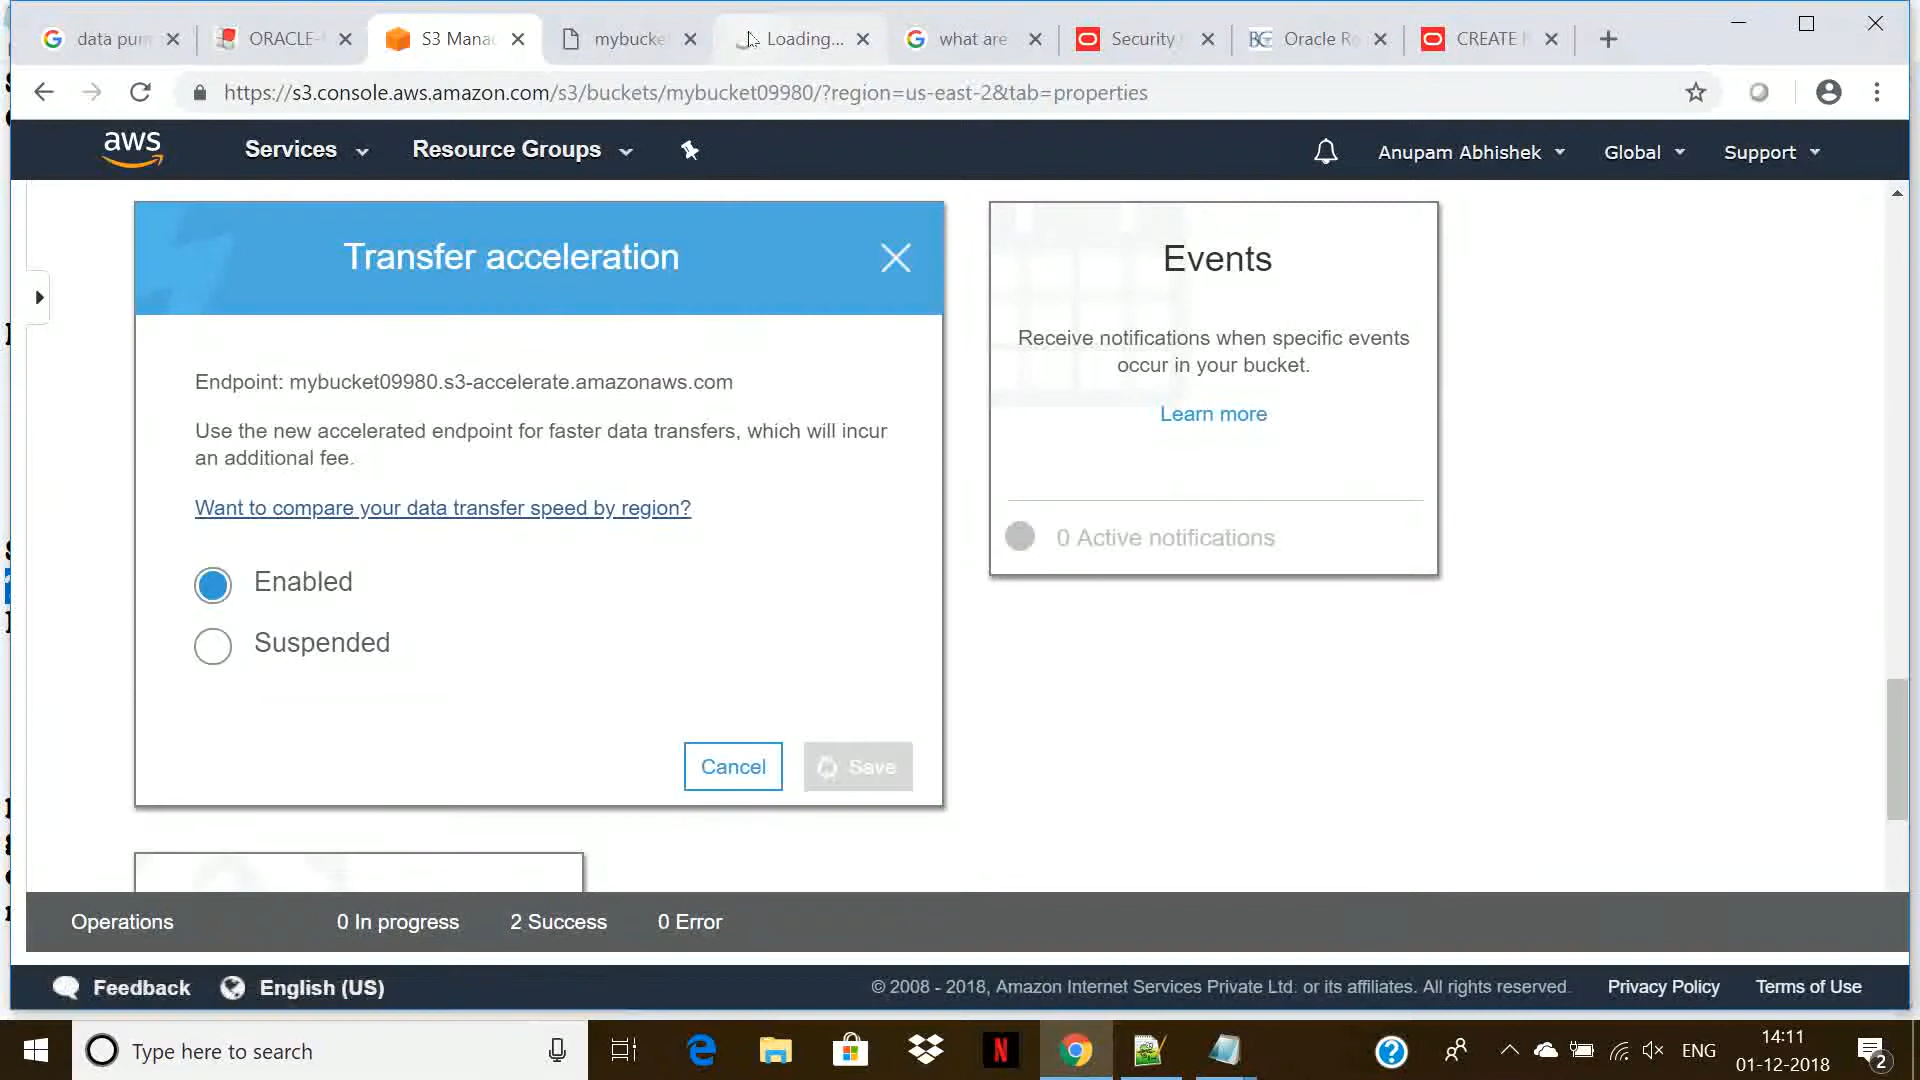 data pum
ORACLE-
S3 Mana
mybucke
Loading...
what are
Security
Oracle R
CREATE
https://s3.console.aws.amazon.com/s3/buckets/mybucket09980/?region=us-east-2&tab=properties
aws
Services
Resource Groups
Anupam Abhishek
Global
Support
Transfer acceleration
Endpoint: mybucket09980.s3-accelerate.amazonaws.com
Use the new accelerated endpoint for faster data transfers, which will incur
an additional fee.
Want to compare your data transfer speed by region?
Enabled
Suspended
Cancel
Save
Events
Receive notifications when specific events
occur in your bucket.
Learn more
0 Active notifications
Operations
0 In progress
2 Success
0 Error
Feedback
English (US)
© 2008 - 2018, Amazon Internet Services Private Ltd. or its affiliates. All rights reserved.
Privacy Policy
Terms of Use
Type here to search
ENG
14:11
01-12-2018
2